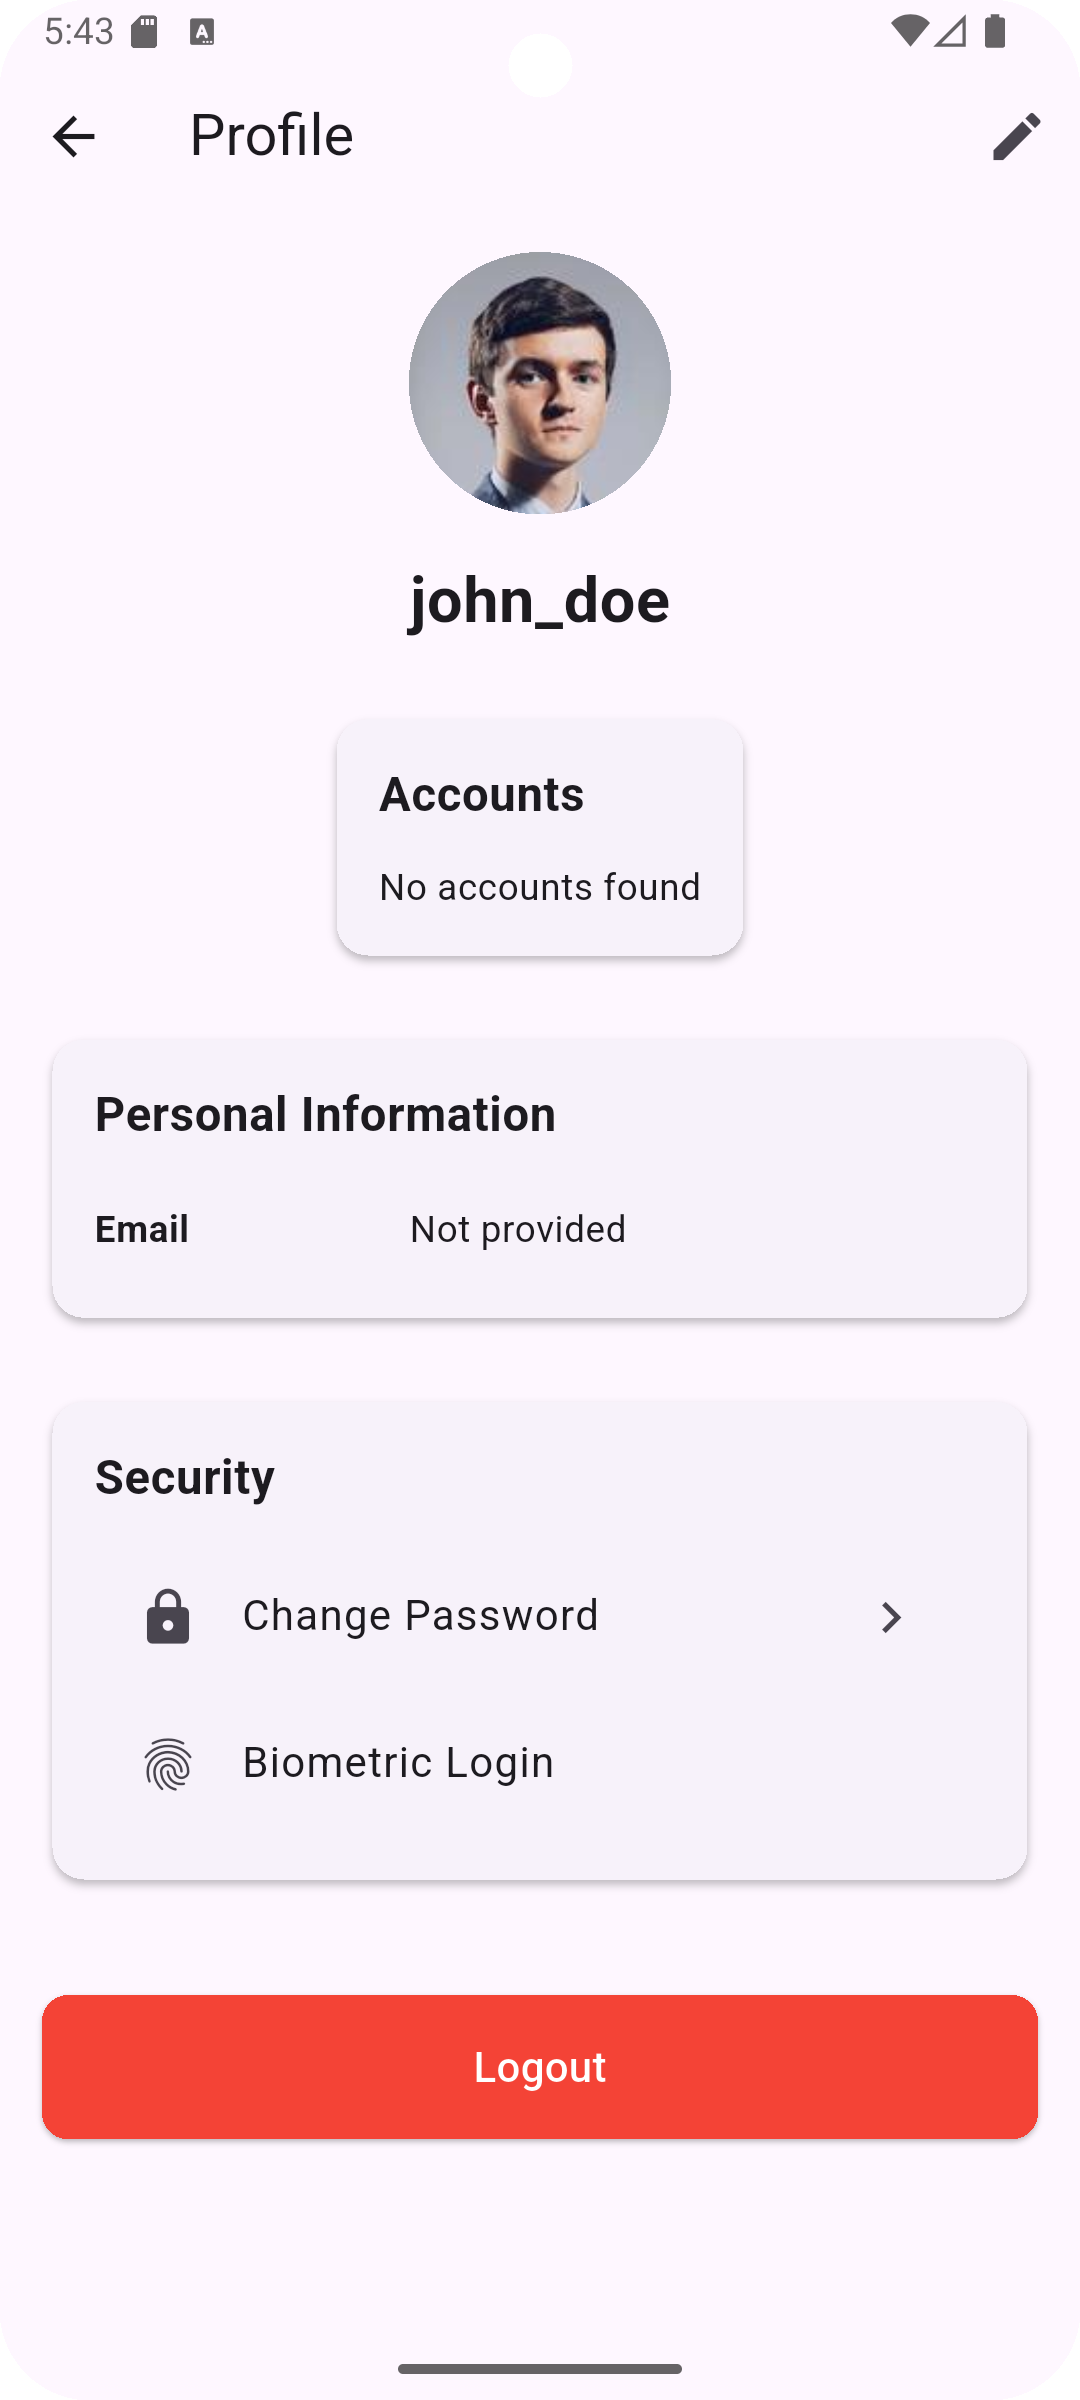 5:43
Profile
john_doe
Accounts
No accounts found
Personal Information
Email Not provided
Security
Change Password
Biometric Login
Logout